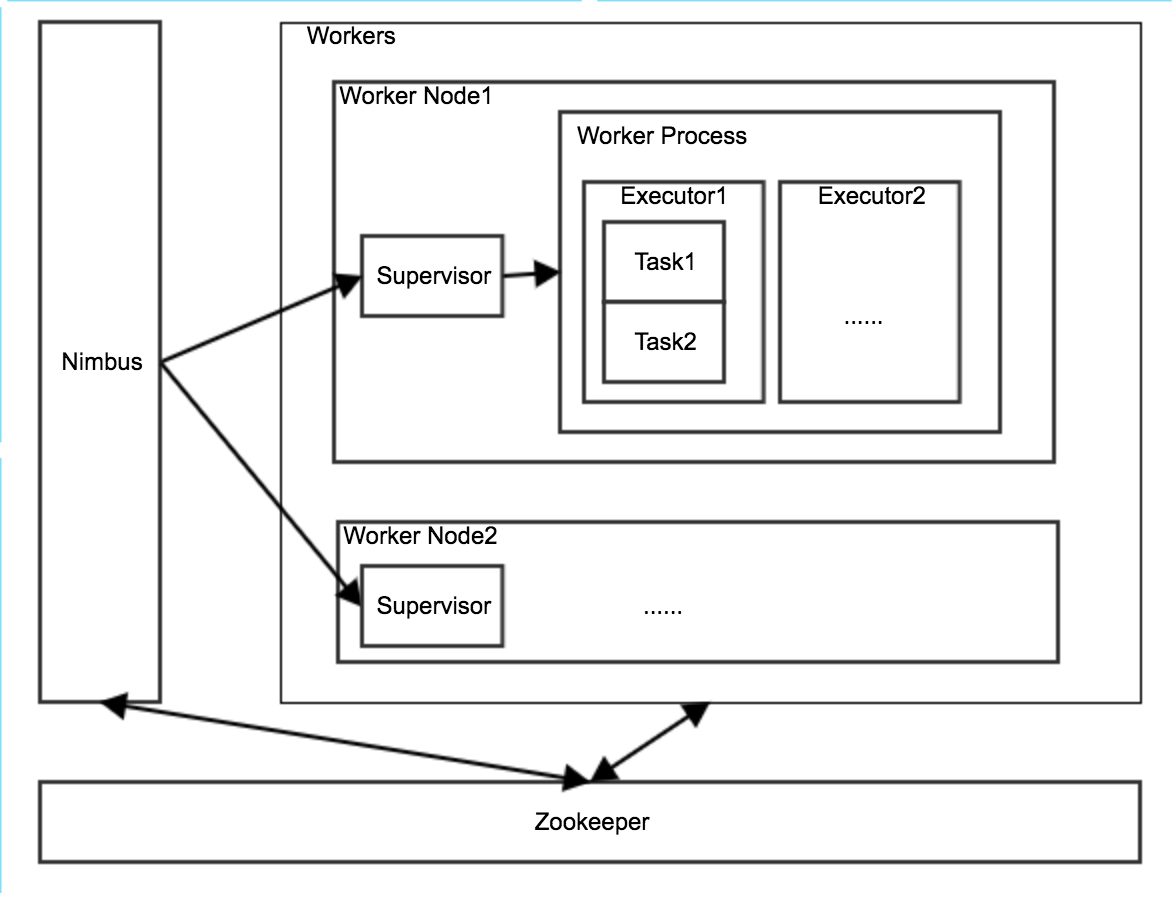 Workers
Worker Node1
Worker Process
Executor1
Executor2
Task1
Supervisor
......
Task2
Nimbus
Worker Node2
Supervisor
......
Zookeeper